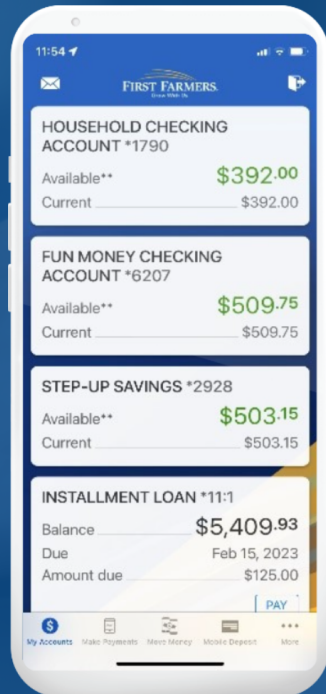 11:54
FIRST FARMERS.
Grow With Us
HOUSEHOLD CHECKING
ACCOUNT *1790
Available** $392.00
Current $392.00
FUN MONEY CHECKING
ACCOUNT *6207
Available** $509.75
Current $509.75
STEP-UP SAVINGS *2928
Available** $503.15
Current $503.15
INSTALLMENT LOAN *11:1
Balance $5,409.93
Due Feb 15, 2023
Amount due $125.00
PAY
My Accounts Make Payments Move Money Mobile Deposit More